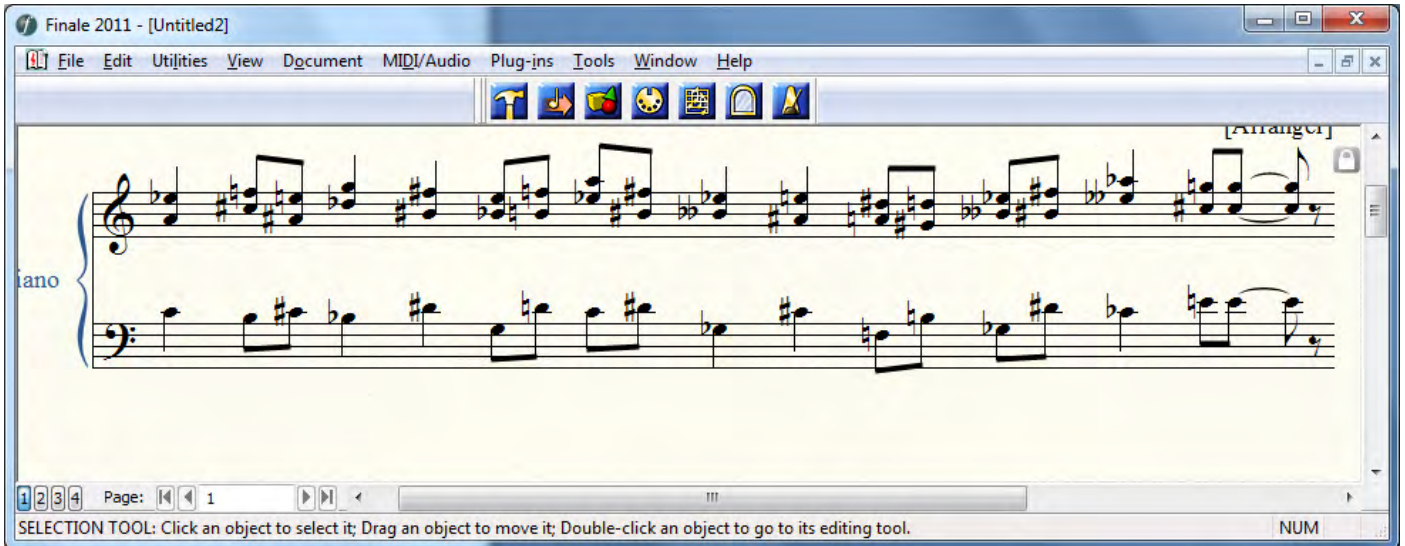 Finale 2011 - [Untitled2]
File Edit Utilities View Document MIDI/Audio Plug-ins Tools Window Help
[Arranger]
iano
1 2 3 4 Page: 1
SELECTION TOOL: Click an object to select it; Drag an object to move it; Double-click an object to go to its editing tool. NUM